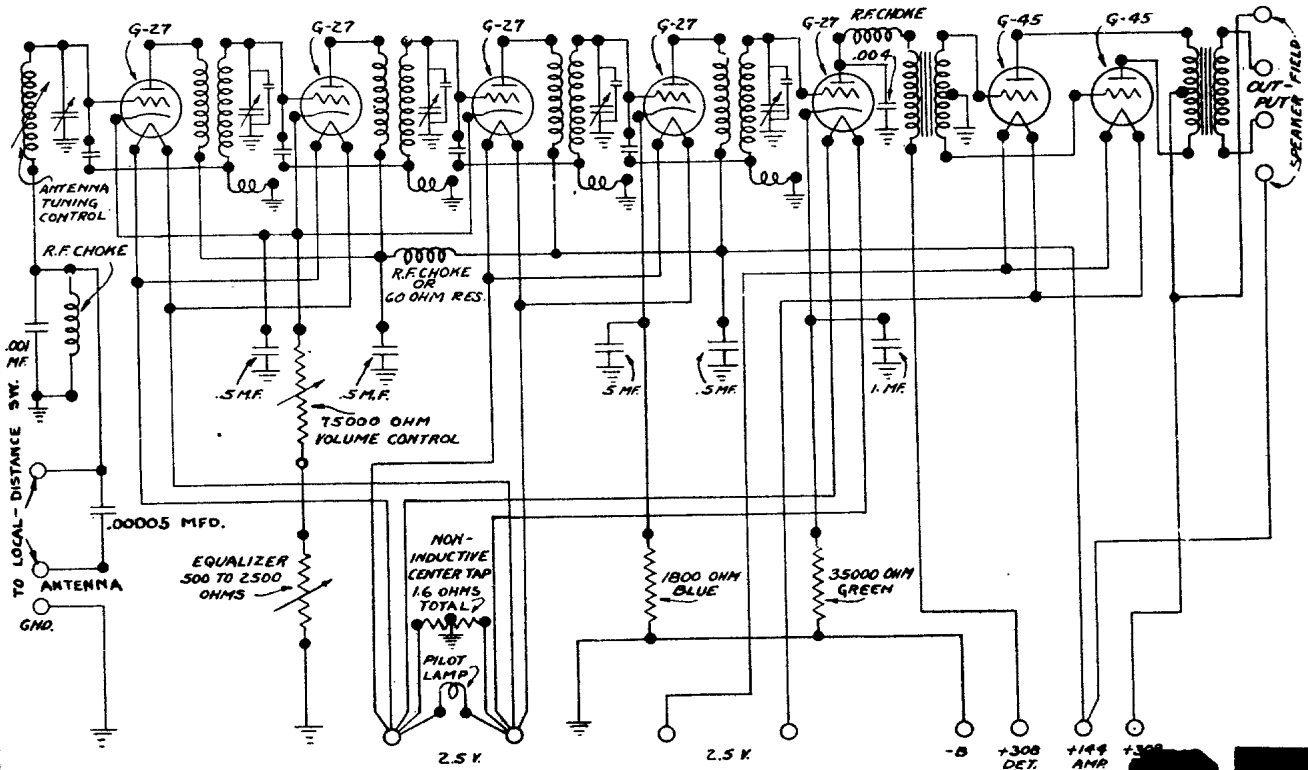 G-27
G-27
G-27
G-27
G-27
R.F. CHOKE
.004
G-45
G-45
SPEAKER FIELD
OUT-
PUT
ANTENNA
TUNING
CONTROL
R.F. CHOKE
R.F. CHOKE
OR
60 OHM RES.
.001
MF.
.5 M.F.
.5 M.F.
.5 MF.
.5 MF.
1. MF.
75000 OHM
VOLUME CONTROL
TO LOCAL-DISTANCE SW.
.00005 MFD.
ANTENNA
GND.
EQUALIZER
500 TO 2500
OHMS
NON-
INDUCTIVE
CENTER TAP
1.6 OHMS
TOTAL
PILOT
LAMP
1800 OHM
BLUE
35000 OHM
GREEN
2.5 V.
2.5 V.
-B
+308
DET.
+144
AMP.